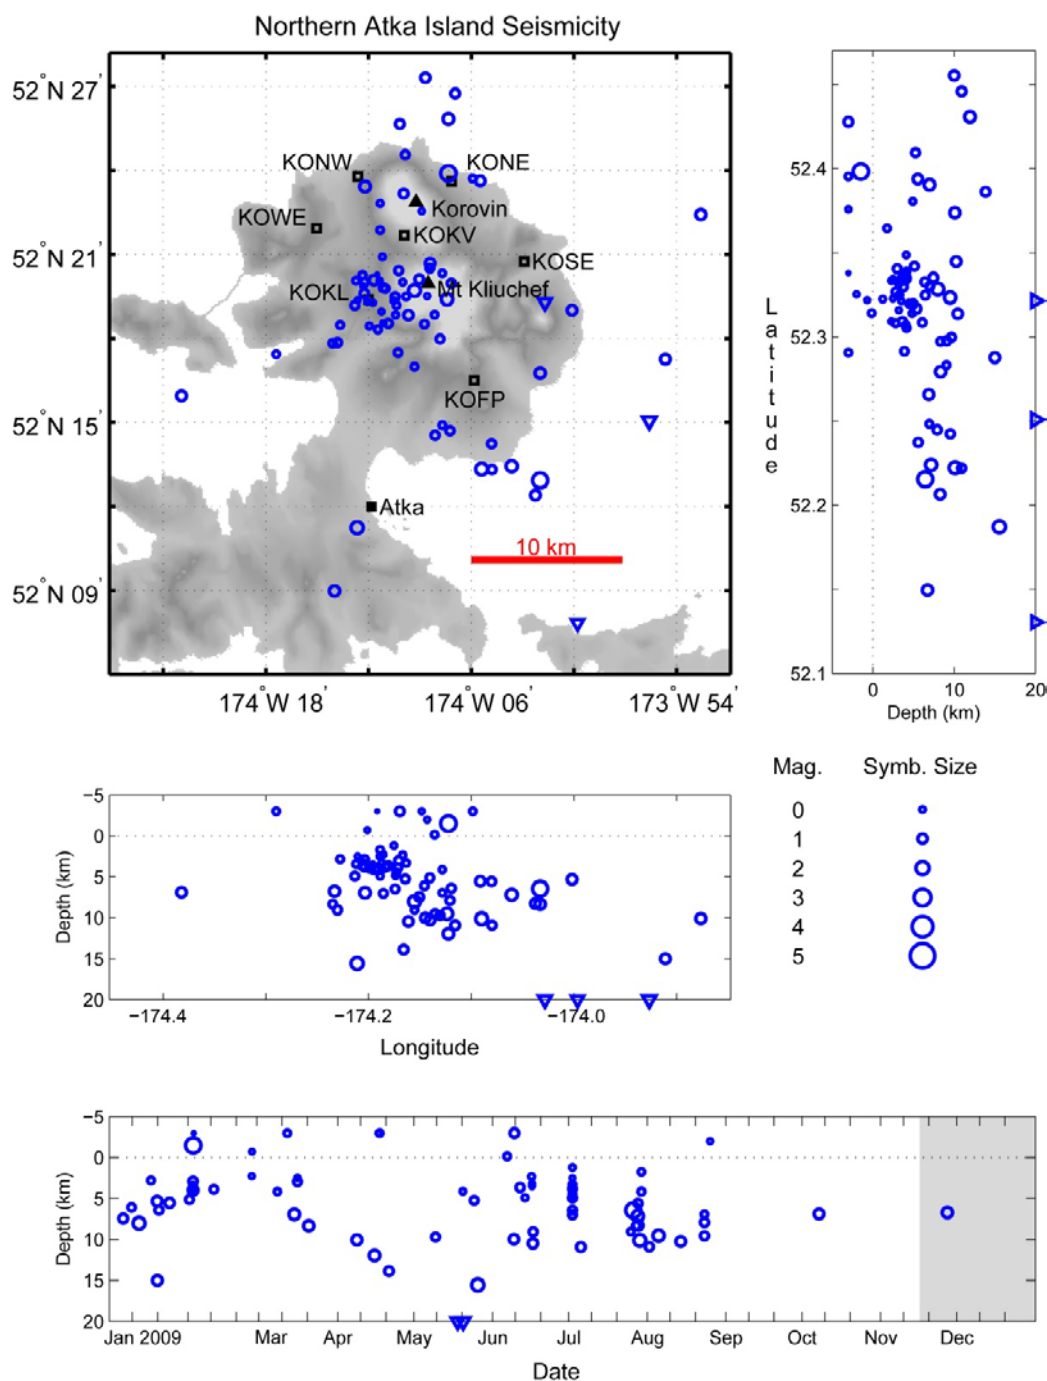 Northern Atka Island Seismicity
52°N 27'
52°N 21'
52°N 15'
52°N 09'
174°W 18'
174°W 06'
173°W 54'
KONW
KONE
Korovin
KOWE
KOKV
KOSE
KOKL
Mt Kliuchef
KOFP
Atka
10 km
Latitude
52.4
52.3
52.2
52.1
0
10
20
Depth (km)
Mag.
Symb. Size
0
1
2
3
4
5
Depth (km)
−5
0
5
10
15
20
−174.4
−174.2
−174.0
Longitude
Depth (km)
−5
0
5
10
15
20
Jan 2009
Mar
Apr
May
Jun
Jul
Aug
Sep
Oct
Nov
Dec
Date